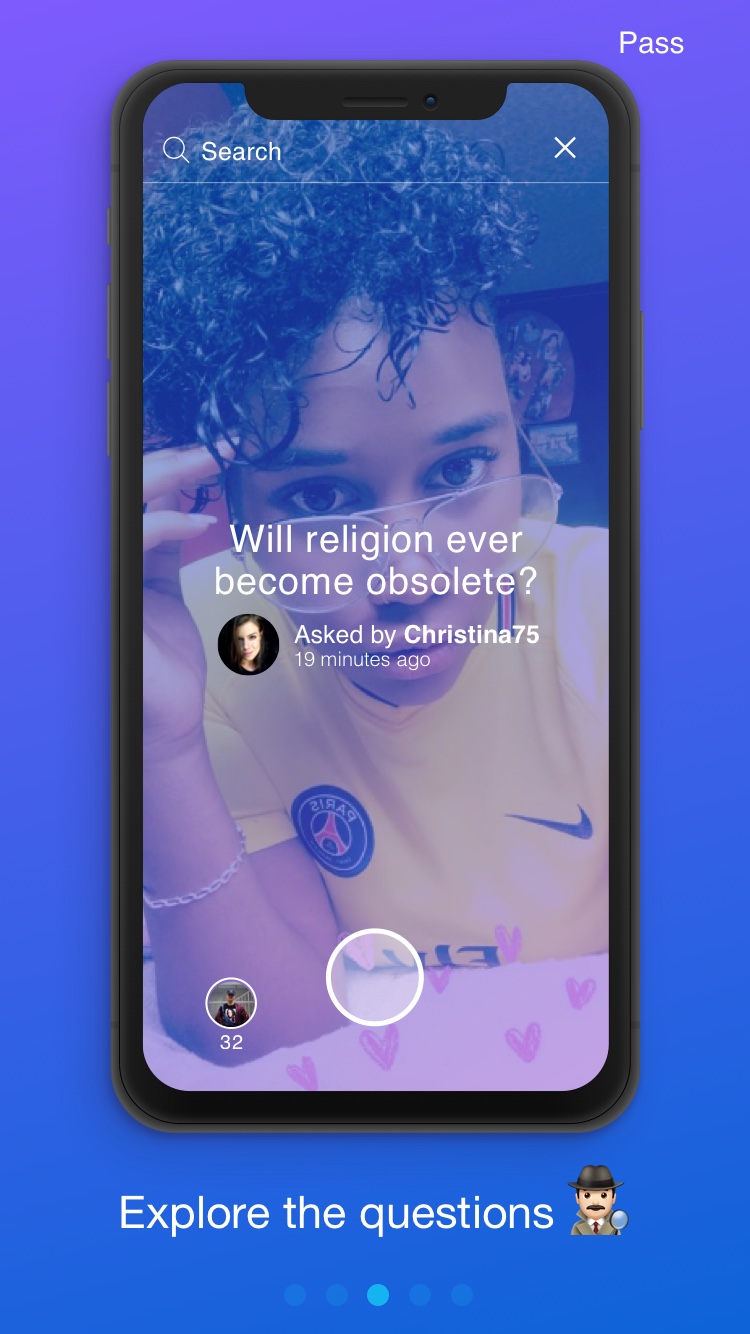 Pass
Search
Will religion ever
become obsolete?
Asked by Christina75
19 minutes ago
PARIS
32
Explore the questions